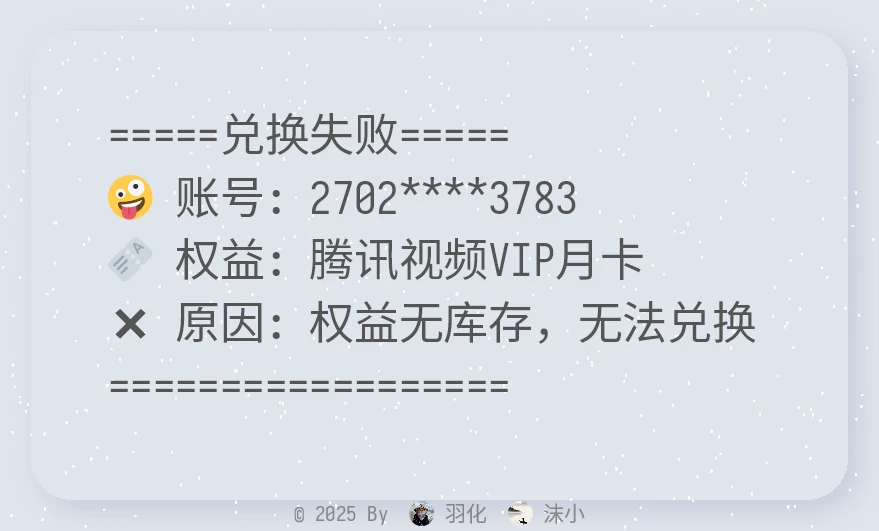 =====兑换失败=====
🤪 账号：2702****3783
🎫 权益：腾讯视频VIP月卡
❌ 原因：权益无库存，无法兑换
==================
© 2025 By 羽化 沫小